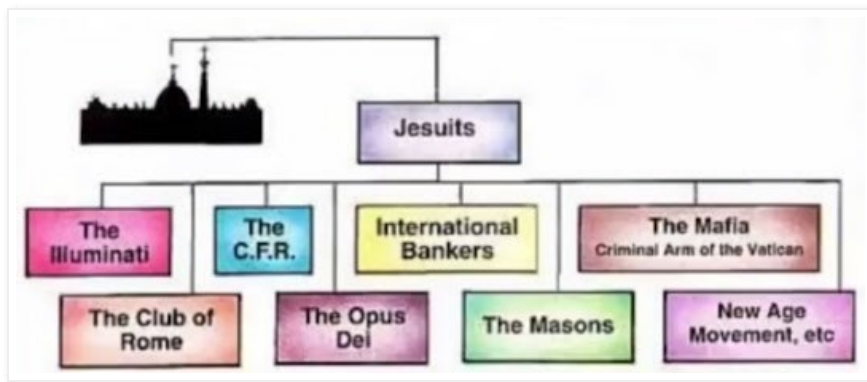 Jesuits
The
Illuminati
The
C.F.R.
International
Bankers
The Mafia
Criminal Arm of the Vatican
The Club of
Rome
The Opus
Dei
The Masons
New Age
Movement, etc